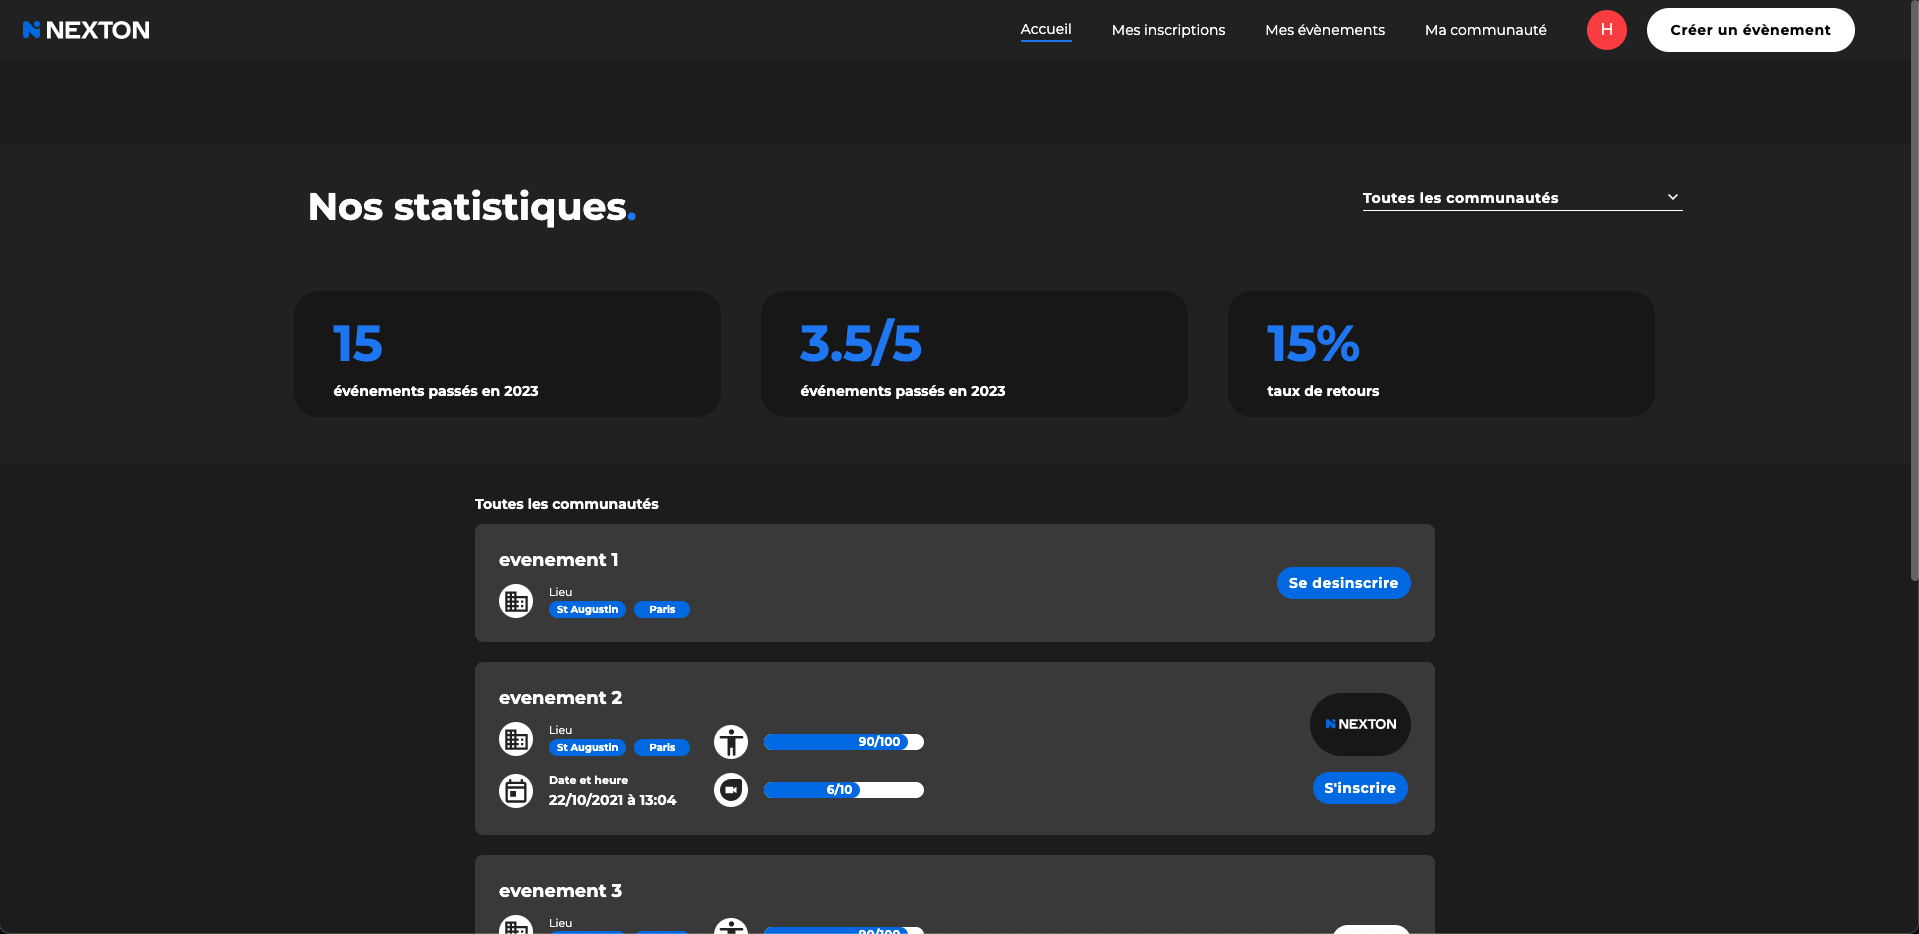 NEXTON
Accueil
Mes inscriptions
Mes évènements
Ma communauté
H
Créer un évènement
Nos statistiques.
Toutes les communautés
15
événements passés en 2023
3.5/5
événements passés en 2023
15%
taux de retours
Toutes les communautés
evenement 1
Lieu
St Augustin Paris
Se desinscrire
evenement 2
Lieu
St Augustin Paris
90/100
NEXTON
Date et heure
22/10/2021 à 13:04
6/10
S'inscrire
evenement 3
Lieu
90/100